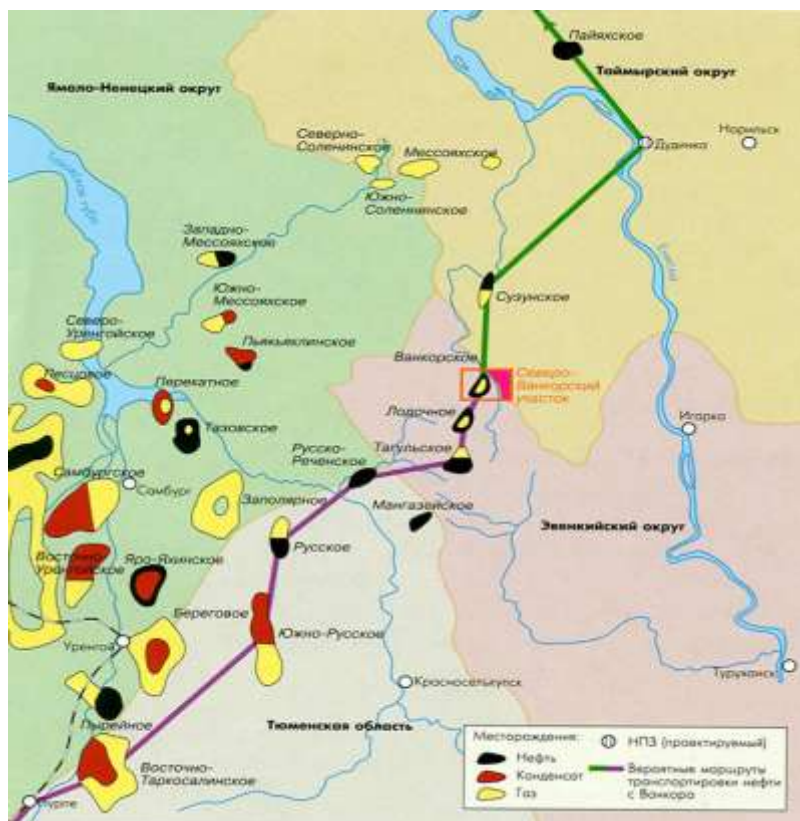 Пайяхское
Таймырский округ
Ямало-Ненецкий округ
Норильск
Дудинка
Северно-
Соленинское
Мессояхское
Южно-
Соленинское
Западно-
Мессояхское
Южно-
Мессояхское
Сузунское
Северо-
Уренгойское
Пякяхлинское
Ванкорское
Северо-
Ванкорский
участок
Песцовое
Перекатное
Лодочное
Игарка
Тазовское
Русско-
Реченское
Тагульское
Самбургское
Самбург
Заполярное
Мангазейское
Эвенкийский округ
Восточно-
Уренгойское
Яро-Яхинское
Русское
Береговое
Южно-Русское
Уренгой
Красноселькупск
Туруханск
Пырейное
Тюменская область
Восточно-
Таркосалинское
Месторождения:
Нефть
Конденсат
Газ
НПЗ (проектируемый)
Вероятные маршруты
транспортировки нефти
с Ванкора